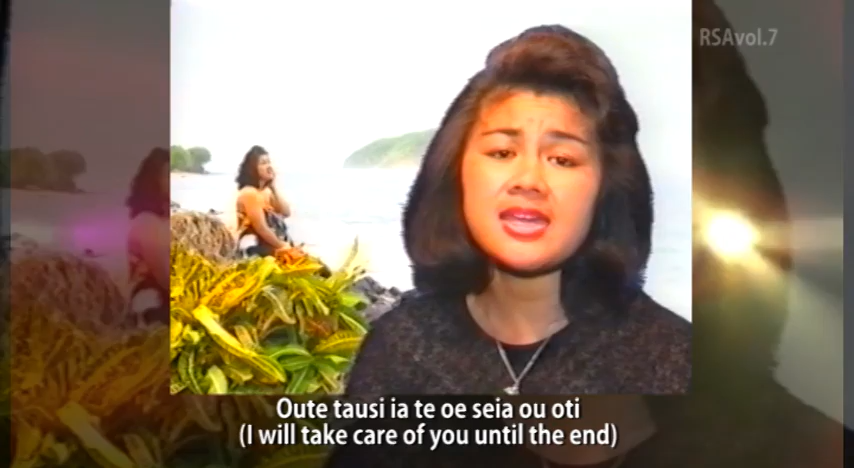 RSAvol.7
Oute tausi ia te oe seia ou oti
(I will take care of you until the end)